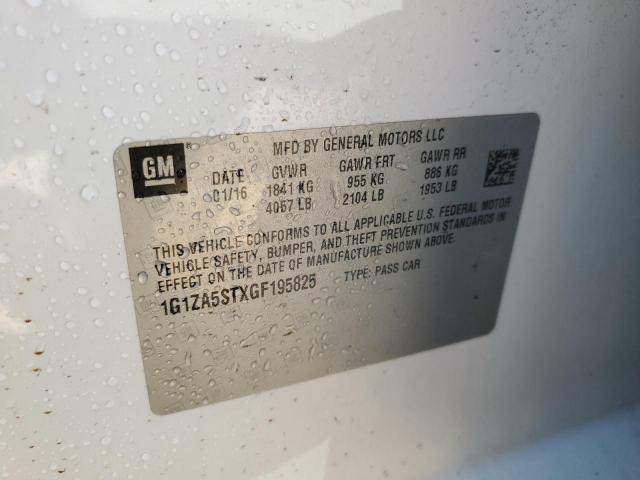 MFD BY GENERAL MOTORS LLC
GM
DATE GVWR GAWR FRT GAWR RR
01/16 1841 KG 955 KG 886 KG
4057 LB 2104 LB 1953 LB
THIS VEHICLE CONFORMS TO ALL APPLICABLE U.S. FEDERAL MOTOR
VEHICLE SAFETY, BUMPER, AND THEFT PREVENTION STANDARDS IN
EFFECT ON THE DATE OF MANUFACTURE SHOWN ABOVE.
1G1ZA5STXGF195825 TYPE: PASS CAR